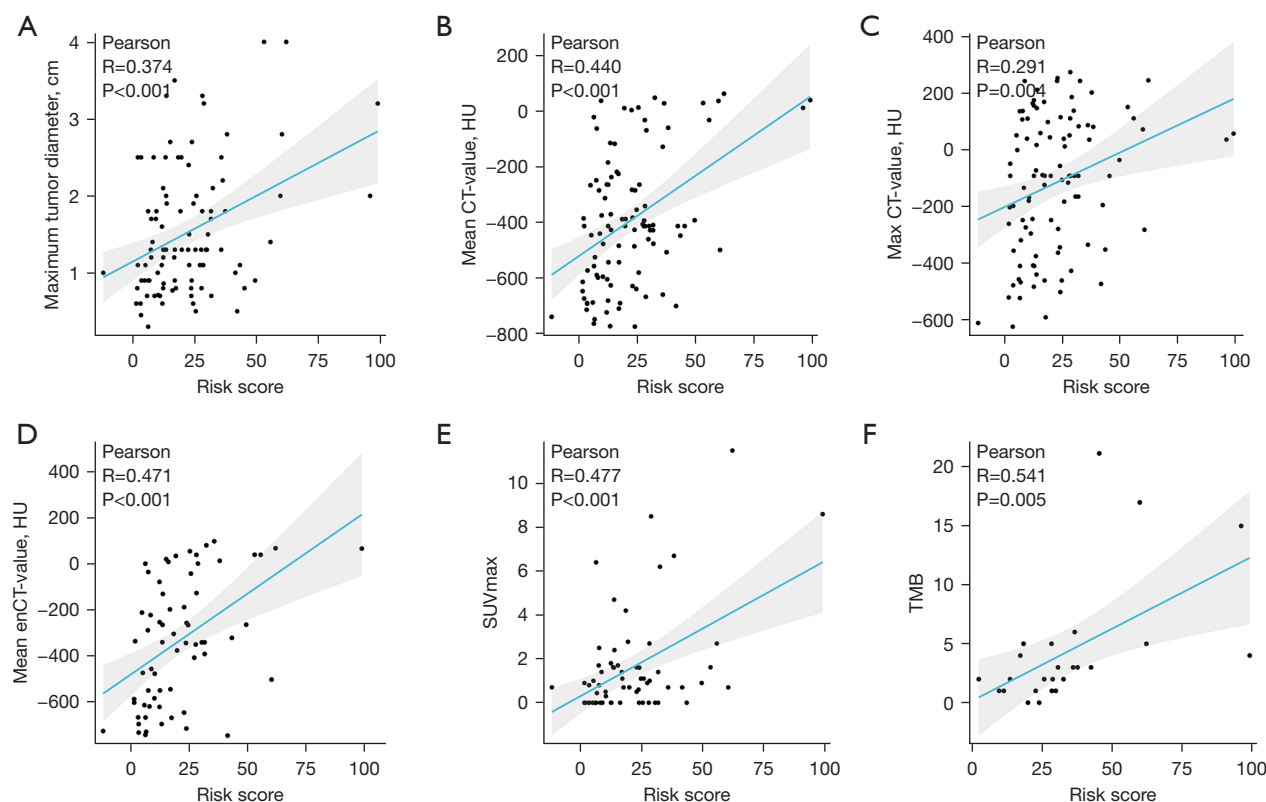 A
Pearson
R=0.374
P<0.001
Maximum tumor diameter, cm
4
3
2
1
0 25 50 75 100
Risk score
B
Pearson
R=0.440
P<0.001
Mean CT-value, HU
200
0
−200
−400
−600
−800
0 25 50 75 100
Risk score
C
Pearson
R=0.291
P=0.004
Max CT-value, HU
400
200
0
−200
−400
−600
0 25 50 75 100
Risk score
D
Pearson
R=0.471
P<0.001
Mean enCT-value, HU
400
200
0
−200
−400
−600
0 25 50 75 100
Risk score
E
Pearson
R=0.477
P<0.001
SUVmax
10
8
6
4
2
0
0 25 50 75 100
Risk score
F
Pearson
R=0.541
P=0.005
TMB
20
15
10
5
0
0 25 50 75 100
Risk score